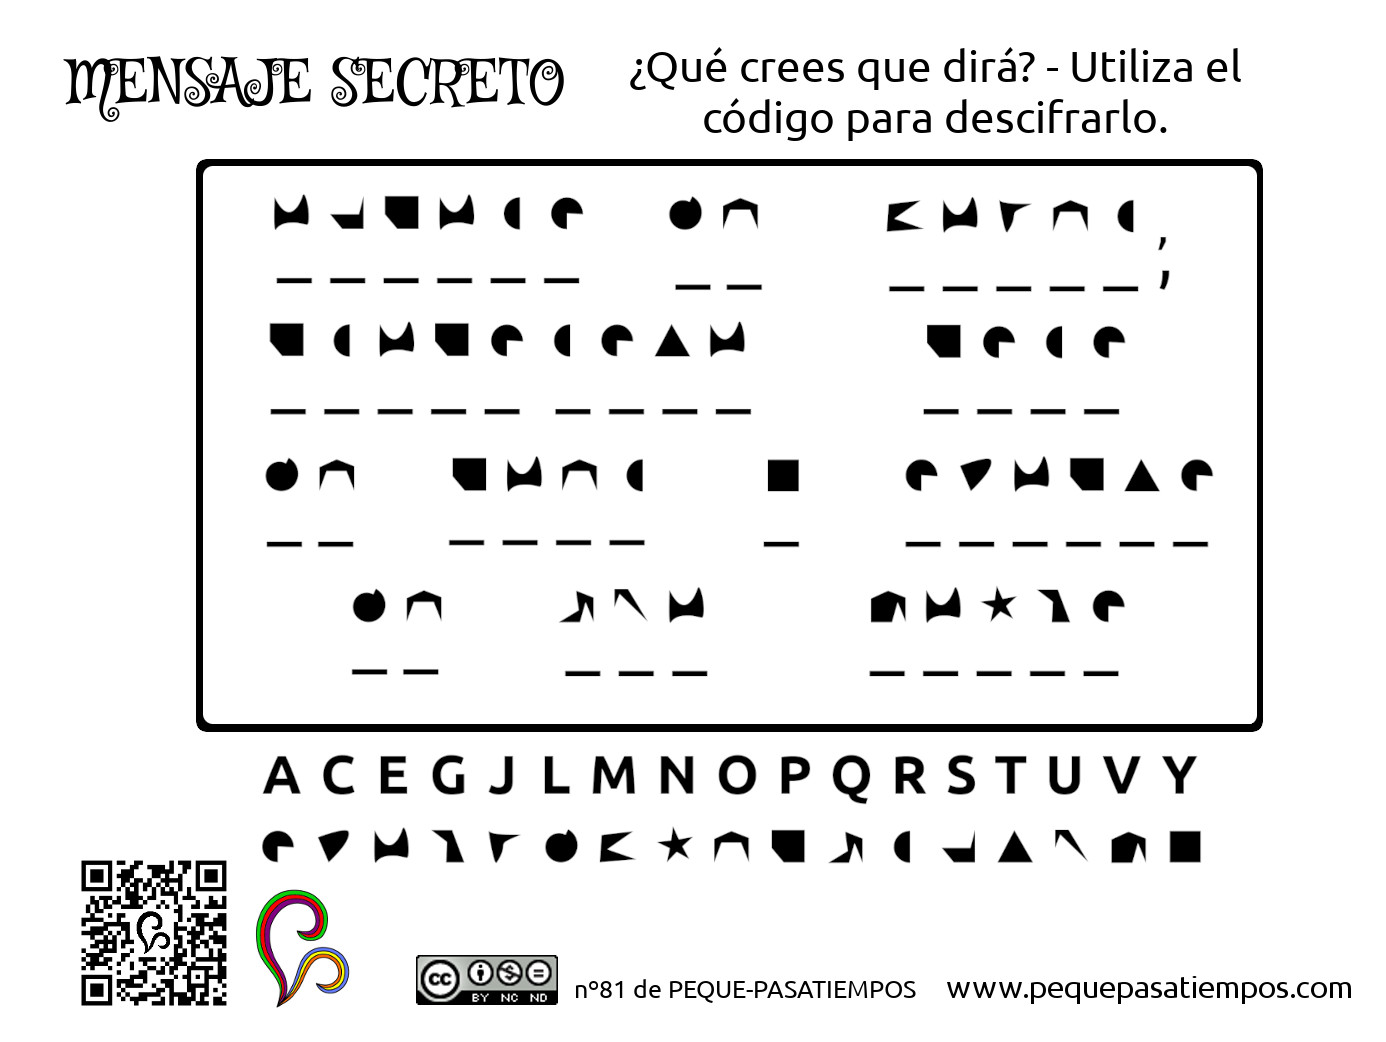 MENSAJE SECRETO
¿Qué crees que dirá? - Utiliza el
código para descifrarlo.
,
_ _ _ _ _ _ _ _ _ _ _ _ _ ,
_ _ _ _ _ _ _ _ _ _ _ _ _
_ _ _ _ _ _ _ _ _ _ _ _ _
_ _ _ _ _ _ _ _ _ _
A C E G J L M N O P Q R S T U V Y
cc BY NC ND
nº81 de PEQUE-PASATIEMPOS www.pequepasatiempos.com